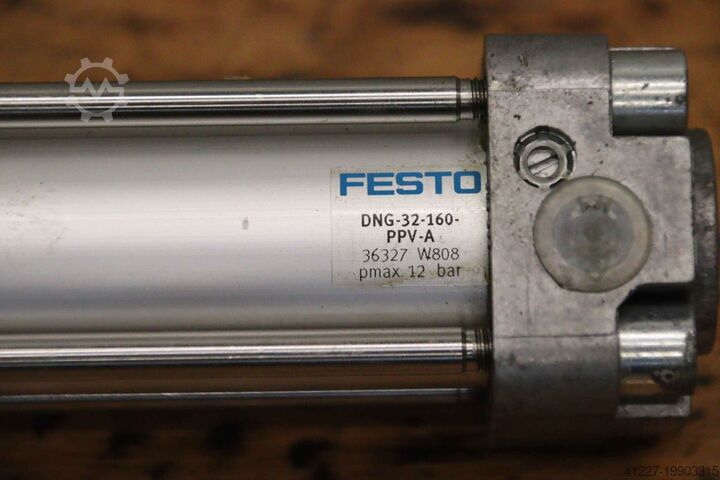 FESTO
DNG-32-160-
PPV-A
36327 W808
pmax. 12 bar
41227-19903315